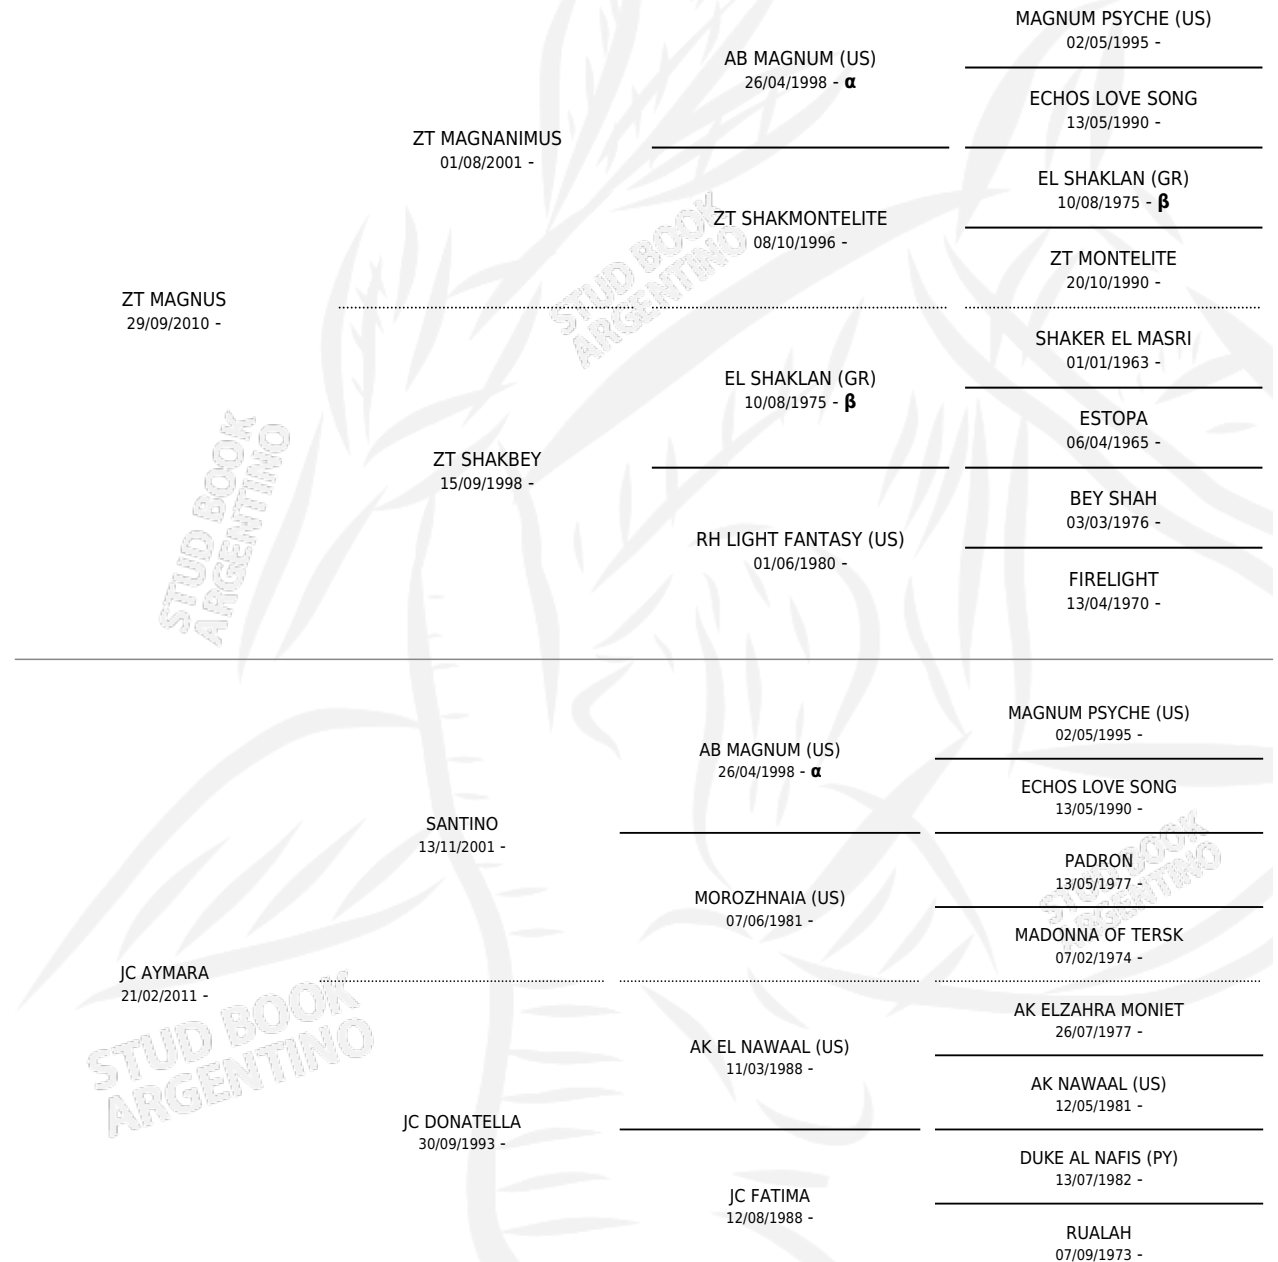 MAGNUM PSYCHE (US)
02/05/1995 -
AB MAGNUM (US)
26/04/1998 - α
ECHOS LOVE SONG
13/05/1990 -
ZT MAGNANIMUS
01/08/2001 -
EL SHAKLAN (GR)
10/08/1975 - β
ZT SHAKMONTELITE
08/10/1996 -
ZT MONTELITE
20/10/1990 -
ZT MAGNUS
29/09/2010 -
SHAKER EL MASRI
01/01/1963 -
EL SHAKLAN (GR)
10/08/1975 - β
ESTOPA
06/04/1965 -
ZT SHAKBEY
15/09/1998 -
BEY SHAH
03/03/1976 -
RH LIGHT FANTASY (US)
01/06/1980 -
FIRELIGHT
13/04/1970 -
MAGNUM PSYCHE (US)
02/05/1995 -
AB MAGNUM (US)
26/04/1998 - α
ECHOS LOVE SONG
13/05/1990 -
SANTINO
13/11/2001 -
PADRON
13/05/1977 -
MOROZHNAIA (US)
07/06/1981 -
MADONNA OF TERSK
07/02/1974 -
JC AYMARA
21/02/2011 -
AK ELZAHRA MONIET
26/07/1977 -
AK EL NAWAAL (US)
11/03/1988 -
AK NAWAAL (US)
12/05/1981 -
JC DONATELLA
30/09/1993 -
DUKE AL NAFIS (PY)
13/07/1982 -
JC FATIMA
12/08/1988 -
RUALAH
07/09/1973 -
STUD BOOK
ARGENTINO
STUD BOOK
ARGENTINO
STUD BOOK
ARGENTINO
STUD BOOK
ARGENTINO